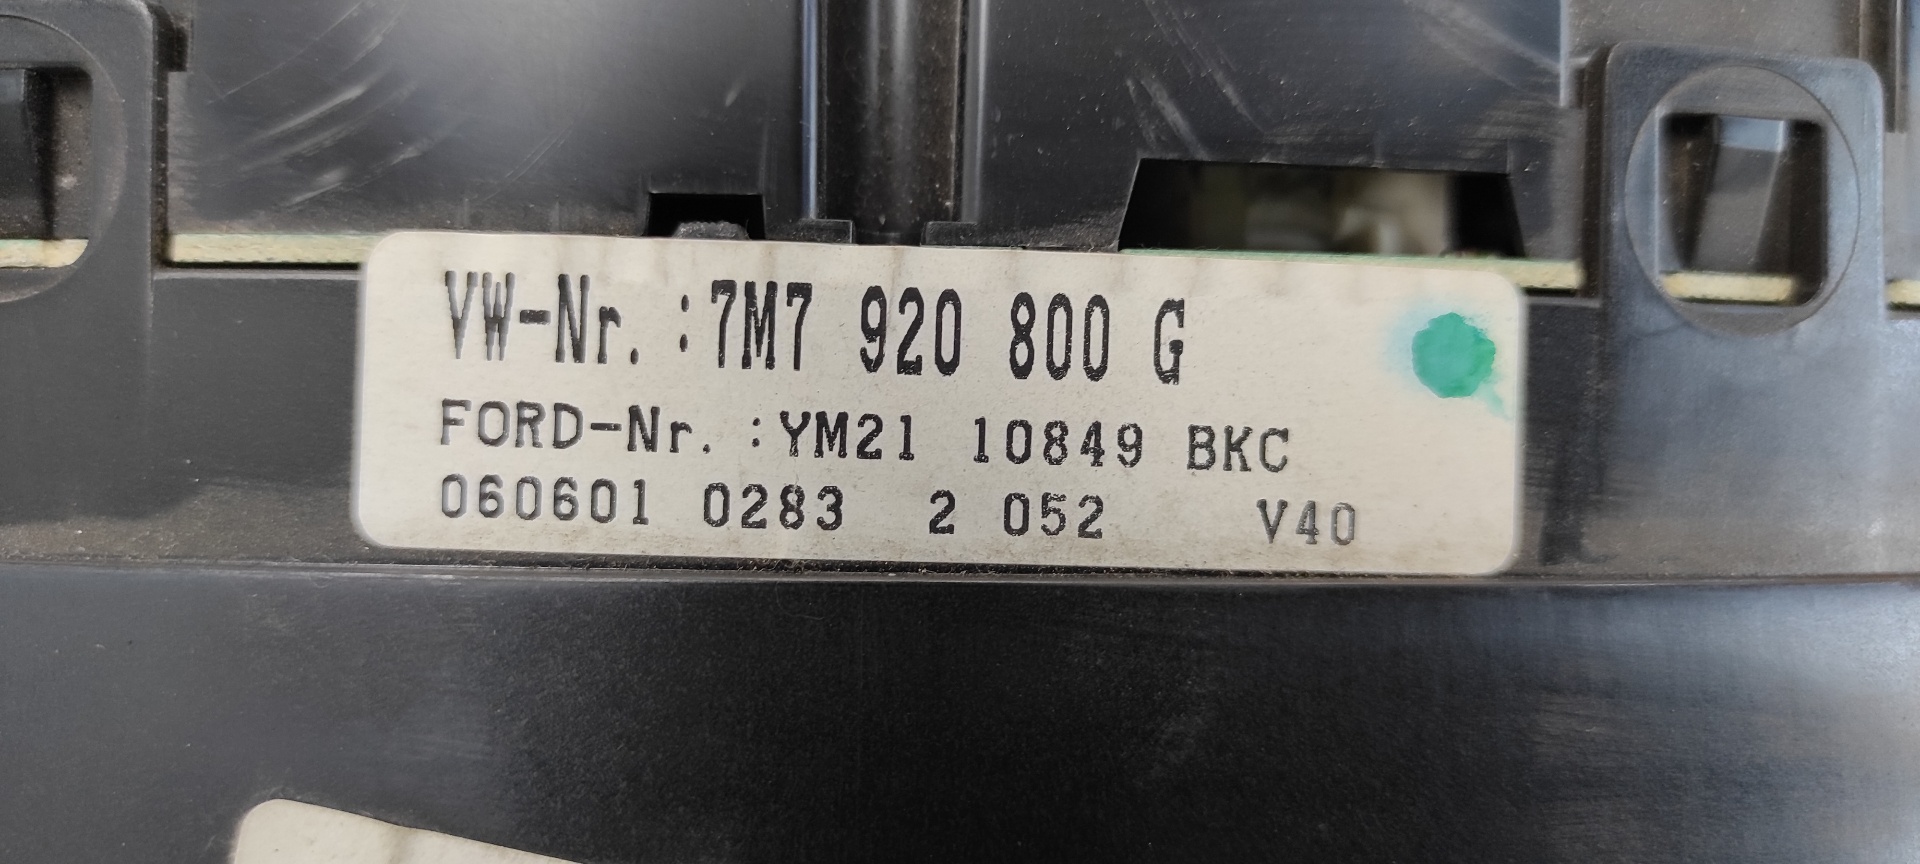 VW-Nr. :7M7 920 800 G
FORD-Nr. :YM21 10849 BKC
060601 0283 2 052 V40